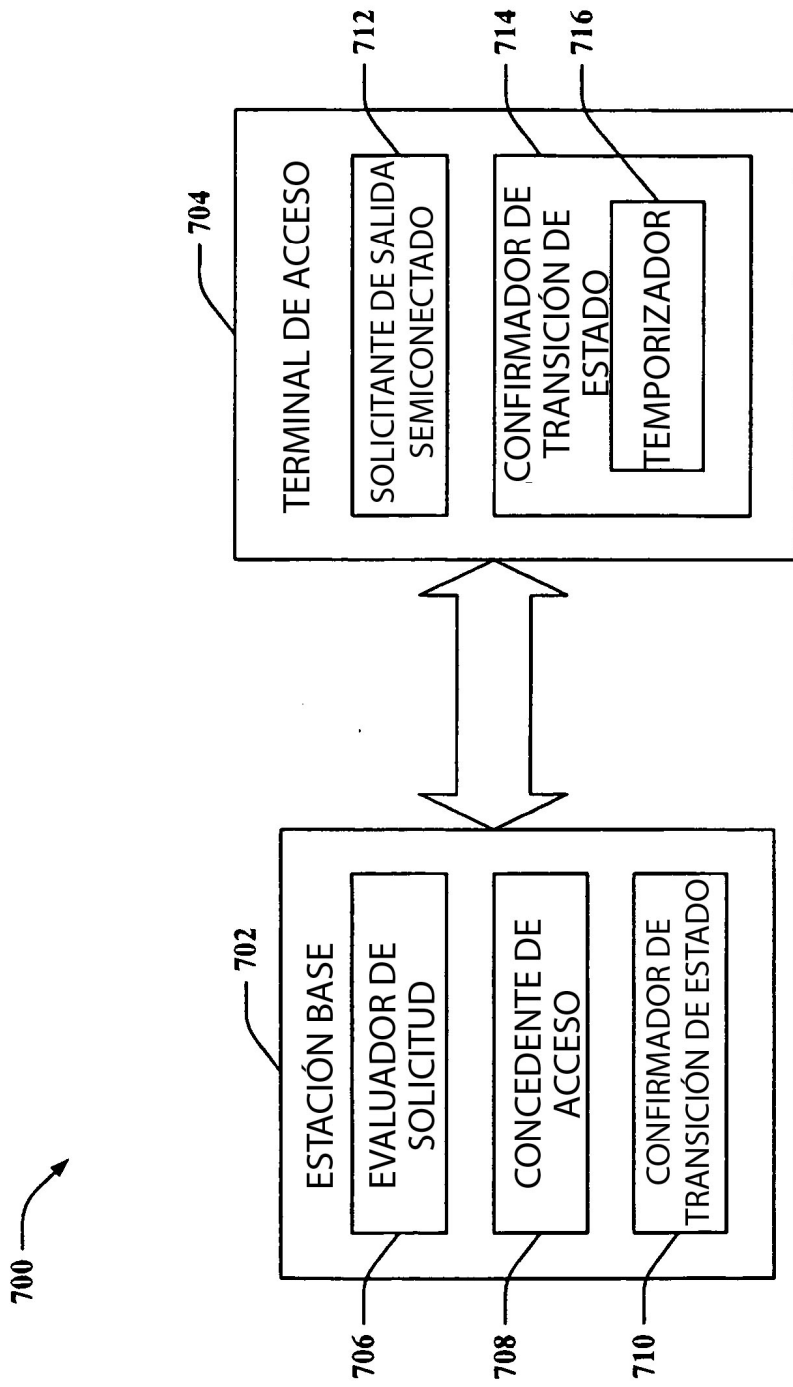 700
702
ESTACIÓN BASE
EVALUADOR DE
SOLICITUD
706
CONCEDENTE DE
ACCESO
708
CONFIRMADOR DE
TRANSICIÓN DE ESTADO
710
704
TERMINAL DE ACCESO
SOLICITANTE DE SALIDA
SEMICONECTADO
712
CONFIRMADOR DE
TRANSICIÓN DE
ESTADO
714
TEMPORIZADOR
716